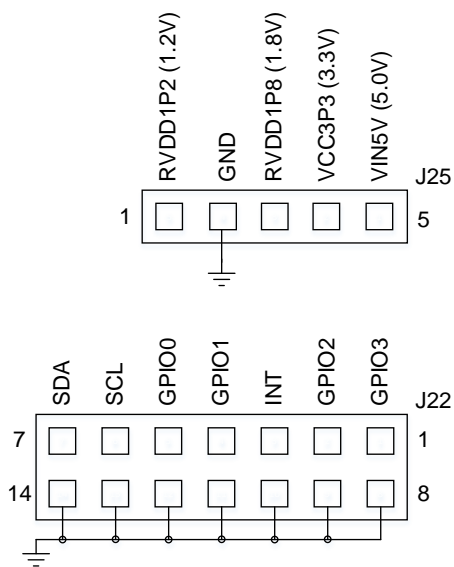 RVDD1P2 (1.2V)
GND
RVDD1P8 (1.8V)
VCC3P3 (3.3V)
VIN5V (5.0V)
J25
1
5
SDA
SCL
GPIO0
GPIO1
INT
GPIO2
GPIO3
J22
7
1
14
8